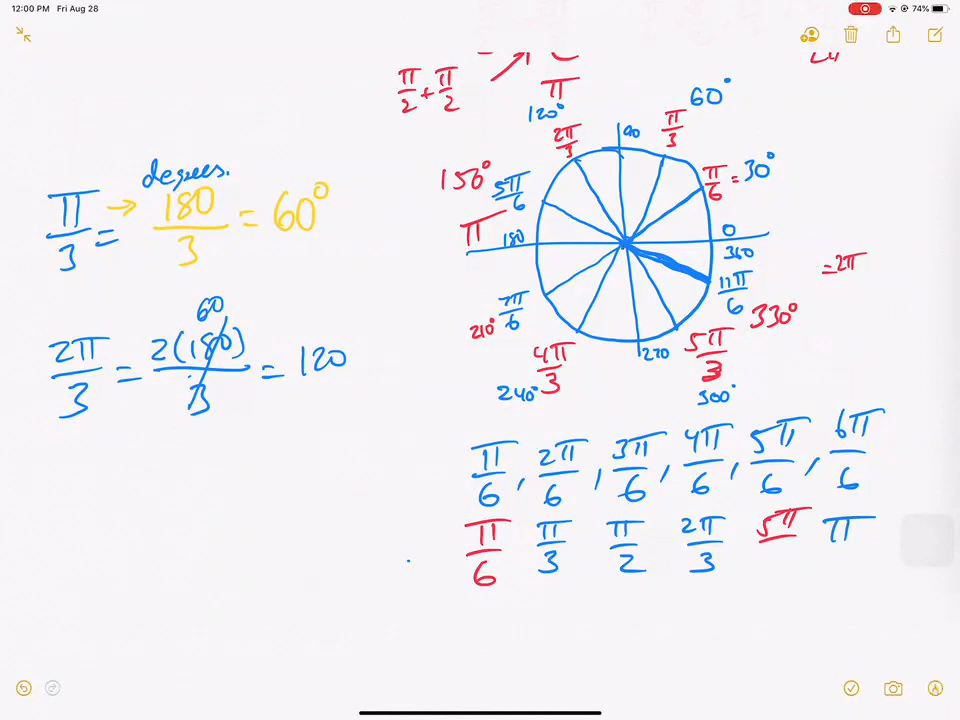 12:00 PM Fri Aug 28
74%
π/2 + π/2
π
120°
60°
2π/3
90
π/3
degrees.
150°
5π/6
π/6 = 30°
π/3 = → 180/3 = 60°
π
180
0
360
= 2π
11π/6
330°
7π/6
210°
60
2π/3 = 2(180)/3 = 120
4π/3
270
5π/3
240°
300°
π/6, 2π/6, 3π/6, 4π/6, 5π/6, 6π/6
π/6 π/3 π/2 2π/3 5π π